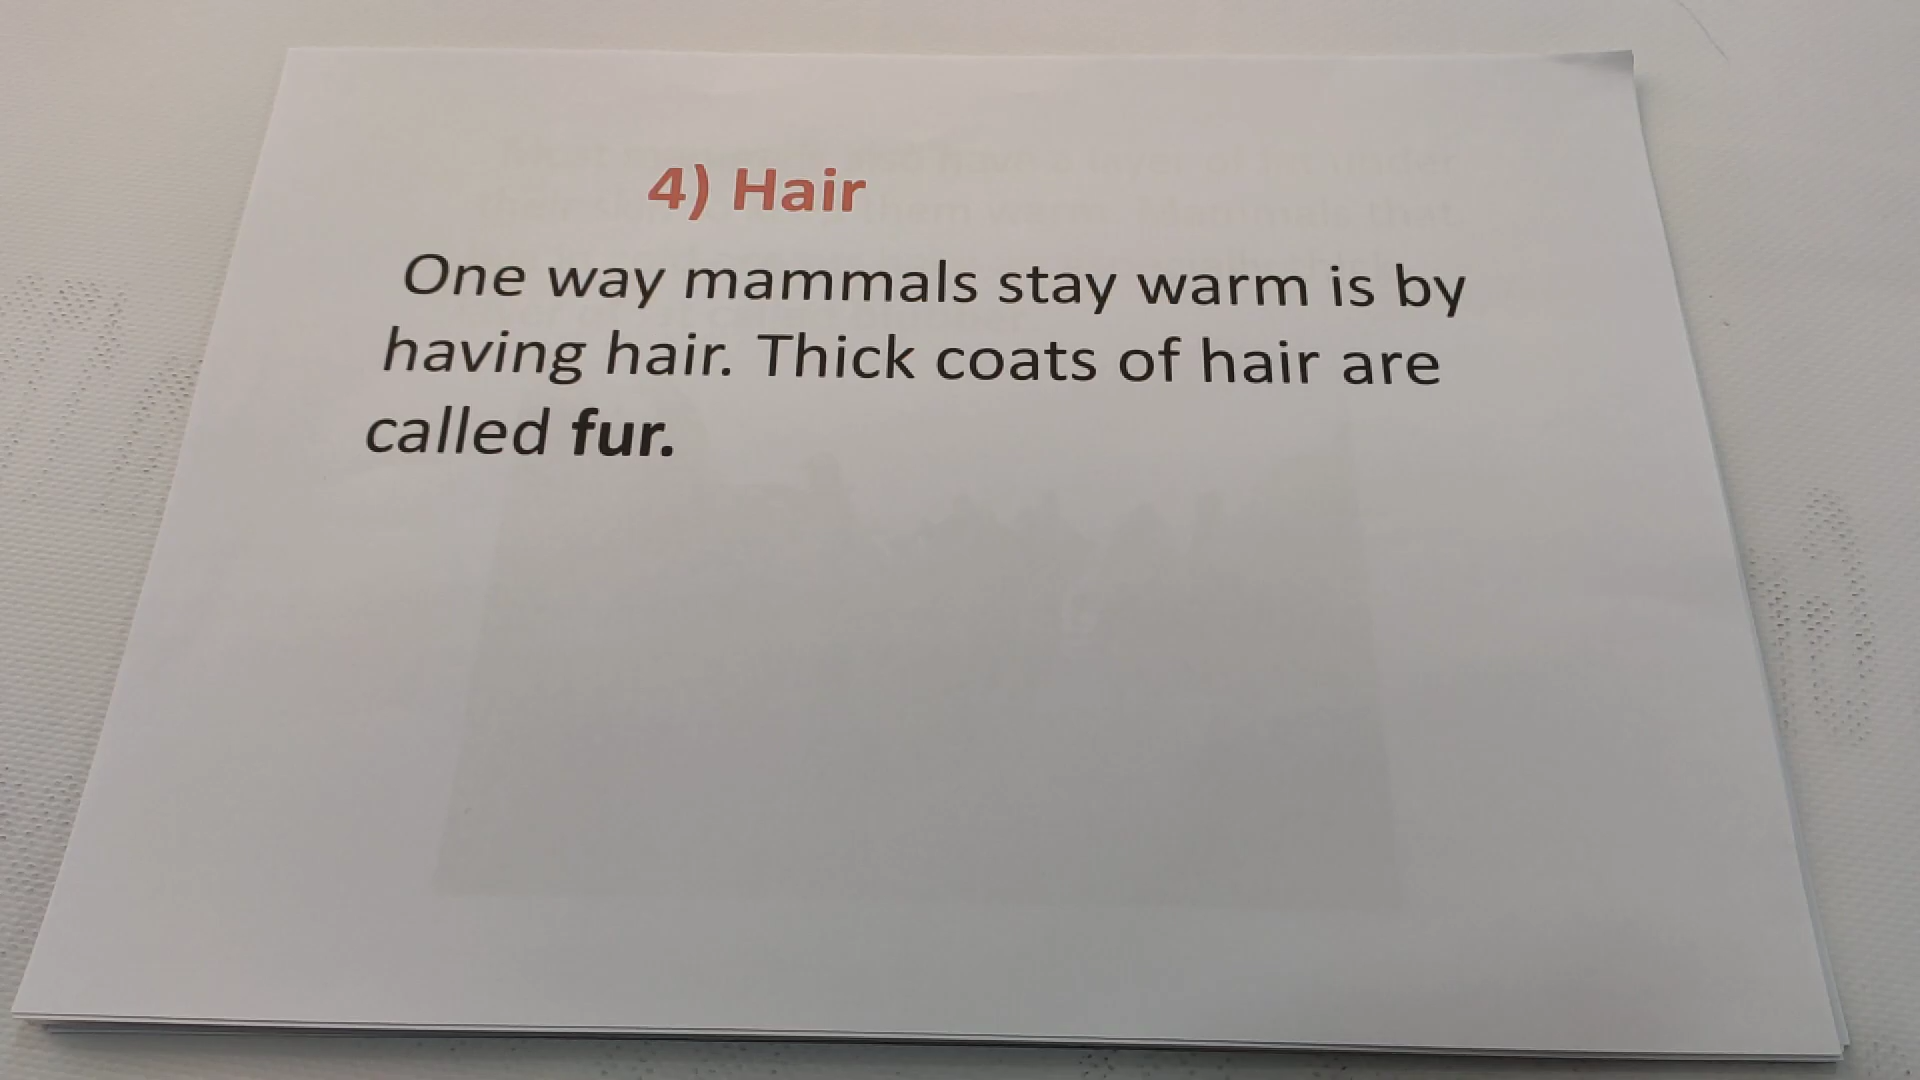 4) Hair
One way mammals stay warm is by
having hair. Thick coats of hair are
called fur.